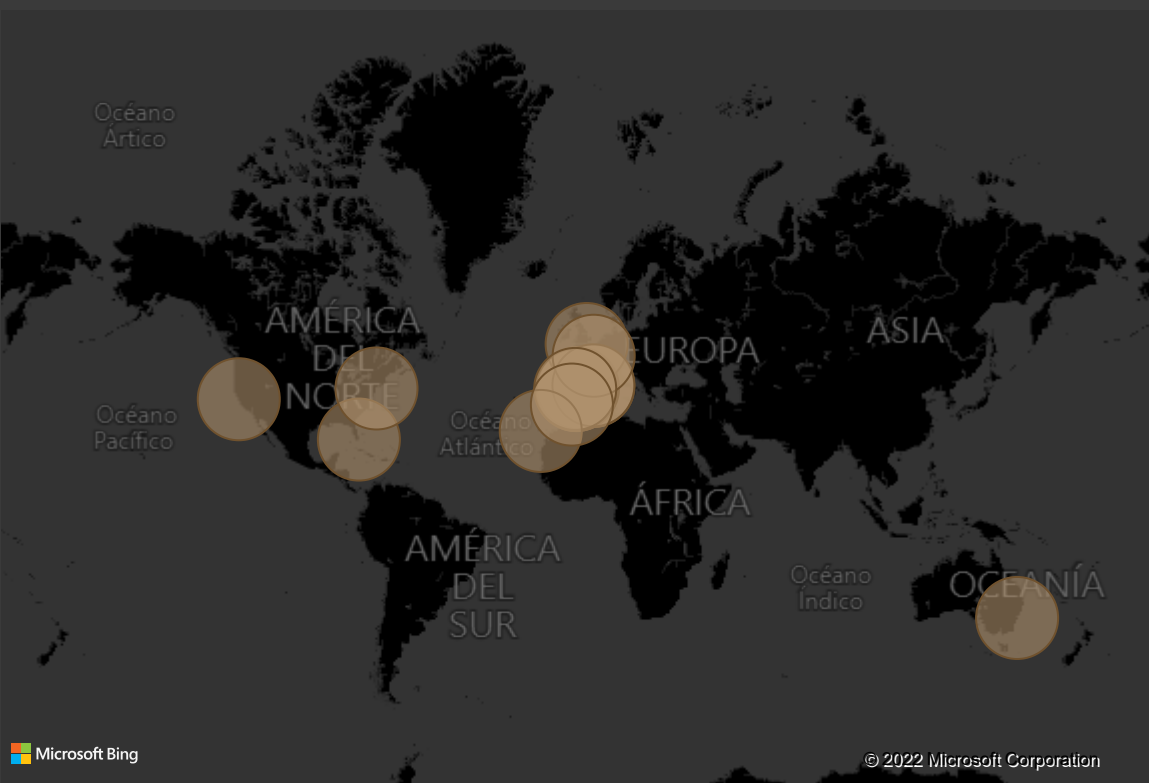 Océano
Ártico
AMÉRICA
DEL
NORTE
EUROPA
ASIA
Océano
Pacífico
Océano
Atlántico
ÁFRICA
AMÉRICA
DEL
SUR
Océano
Índico
OCEANÍA
Microsoft Bing
© 2022 Microsoft Corporation